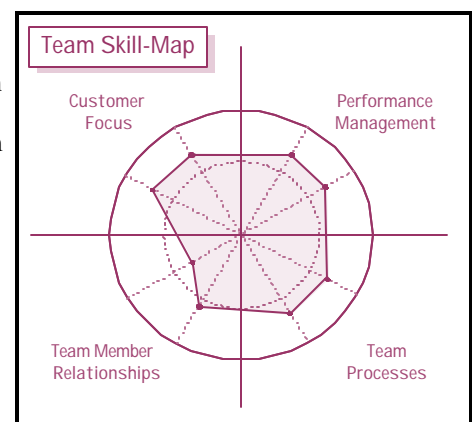 Team Skill-Map
Customer
Focus
Performance
Management
Team Member
Relationships
Team
Processes